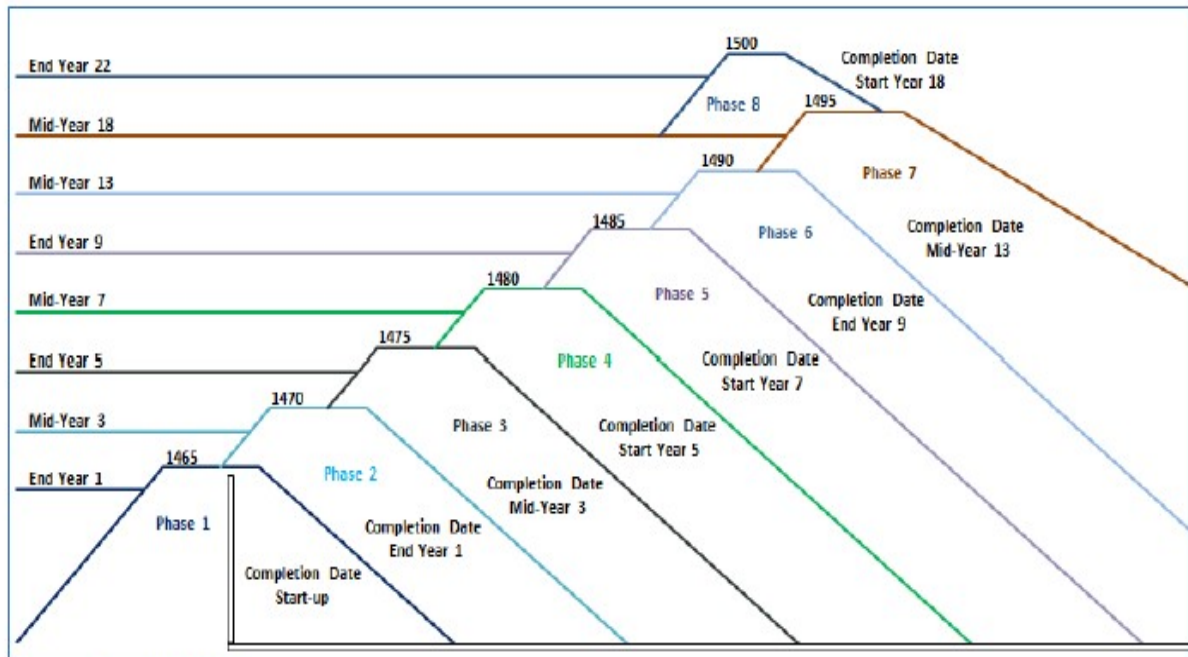 1500
Completion Date
Start Year 18
End Year 22
Phase 8
1495
Mid-Year 18
1490
Phase 7
Mid-Year 13
1485
Completion Date
Mid-Year 13
Phase 6
End Year 9
1480
Phase 5
Completion Date
End Year 9
Mid-Year 7
1475
Phase 4
Completion Date
Start Year 7
End Year 5
1470
Phase 3
Completion Date
Start Year 5
Mid-Year 3
1465
Phase 2
Completion Date
Mid-Year 3
End Year 1
Phase 1
Completion Date
End Year 1
Completion Date
Start-up